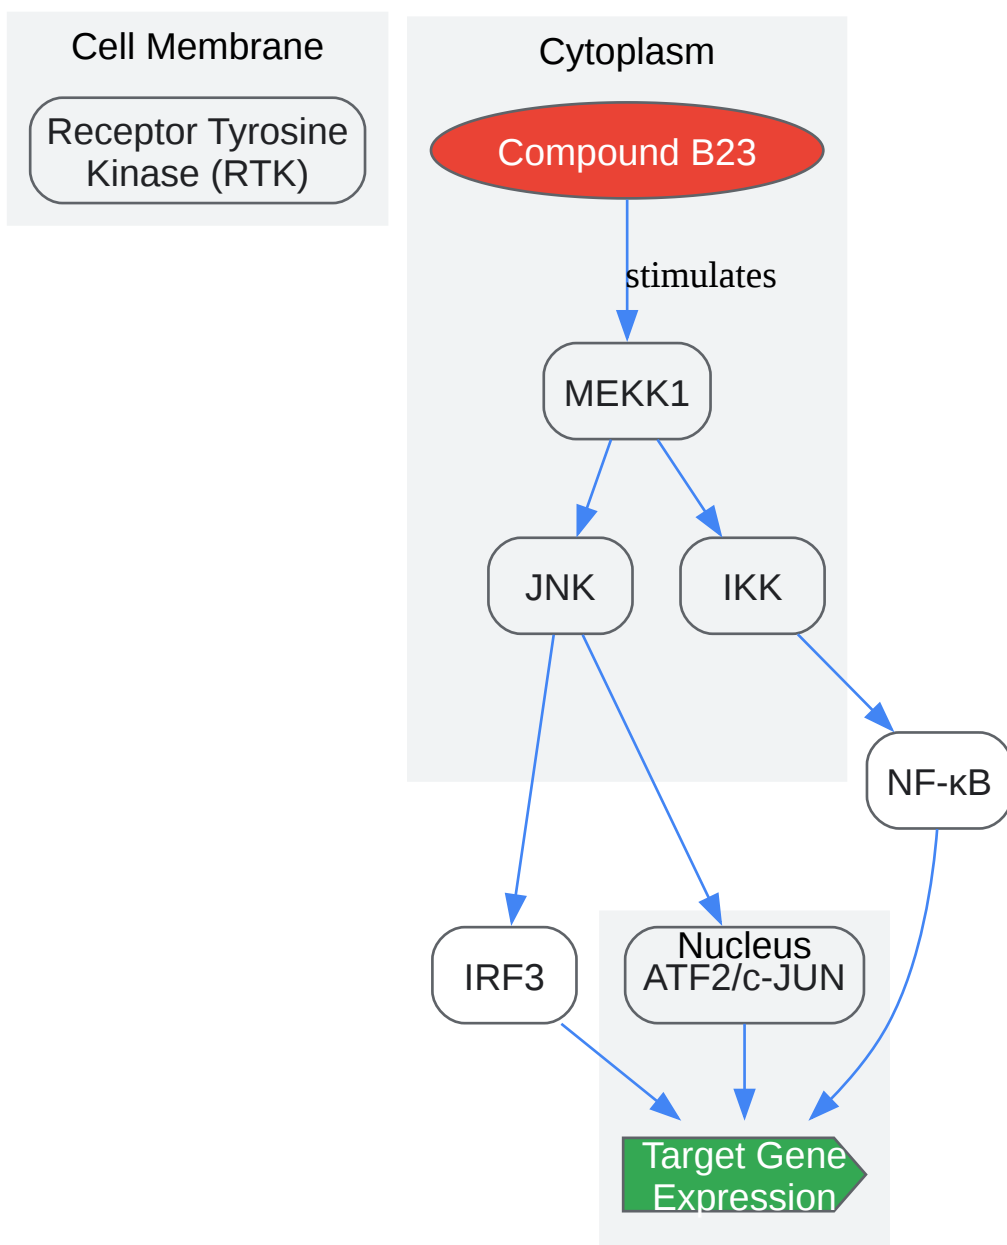 Cell Membrane
Receptor Tyrosine
Kinase (RTK)
Cytoplasm
Compound B23
stimulates
MEKK1
JNK
IKK
NF-κB
IRF3
Nucleus
ATF2/c-JUN
Target Gene
Expression